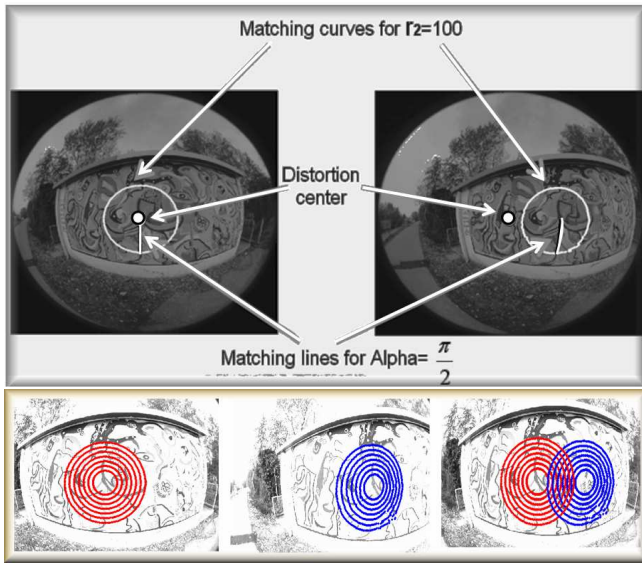 Matching curves for r₂=100
Distortion
center
Matching lines for Alpha= π/2